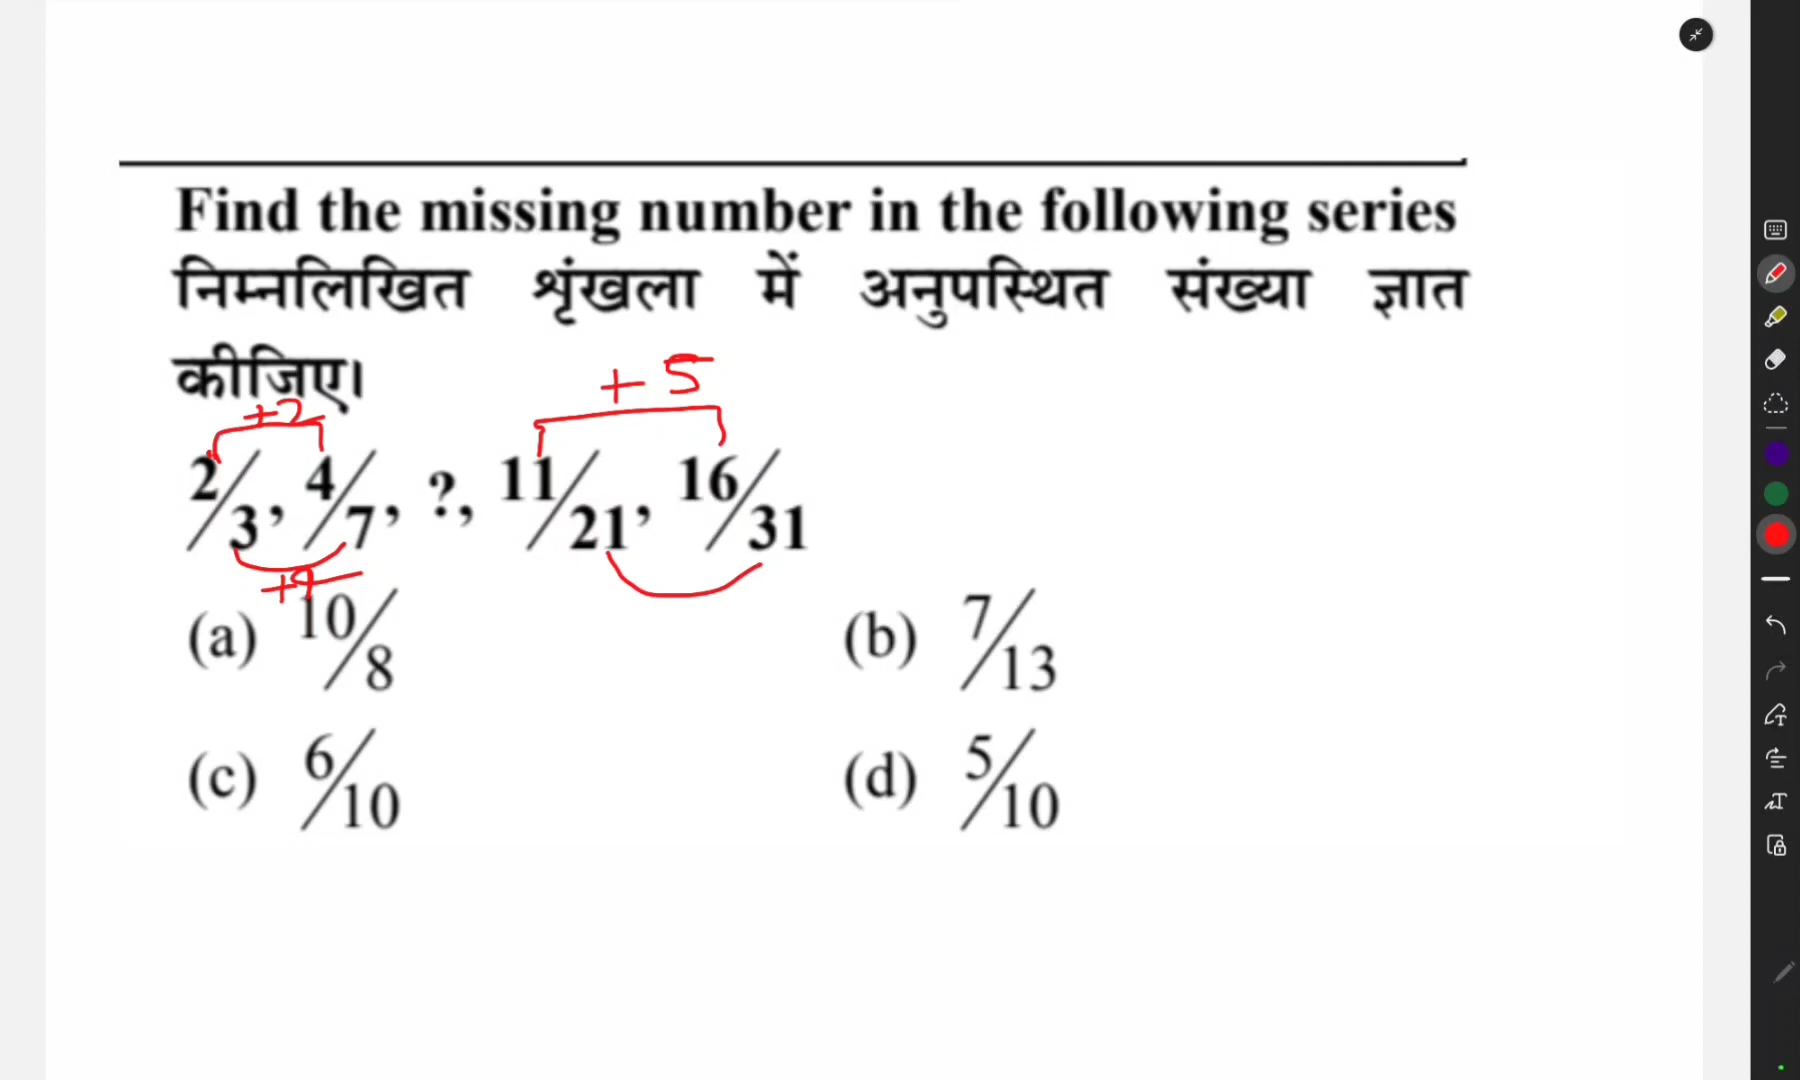 Find the missing number in the following series
निम्नलिखित शृंखला में अनुपस्थित संख्या ज्ञात
कीजिए।
+2 + 5
2/3, 4/7, ?, 11/21, 16/31
+4
(a) 10/8 (b) 7/13
(c) 6/10 (d) 5/10